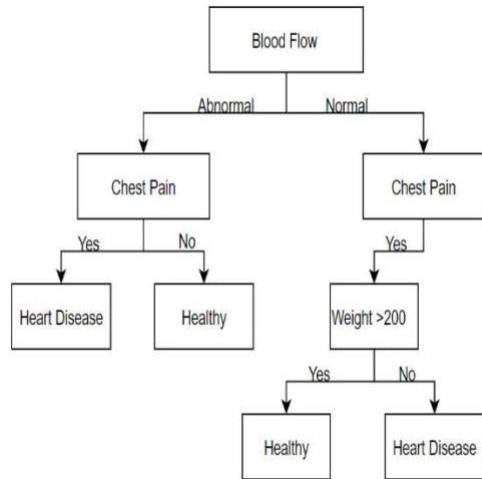 Blood Flow
Abnormal
Normal
Chest Pain
Chest Pain
Yes
No
Yes
Heart Disease
Healthy
Weight >200
Yes
No
Healthy
Heart Disease